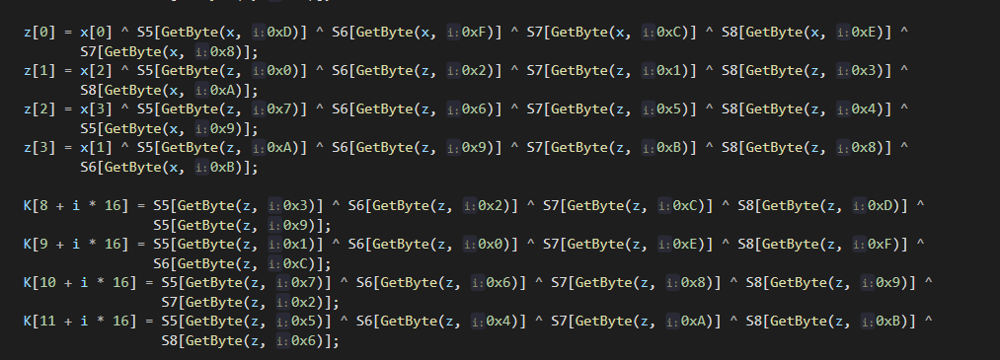 z[0] = x[0] ^ S5[GetByte(x, i:0xD)] ^ S6[GetByte(x, i:0xF)] ^ S7[GetByte(x, i:0xC)] ^ S8[GetByte(x, i:0xE)] ^
S7[GetByte(x, i:0x8)];
z[1] = x[2] ^ S5[GetByte(z, i:0x0)] ^ S6[GetByte(z, i:0x2)] ^ S7[GetByte(z, i:0x1)] ^ S8[GetByte(z, i:0x3)] ^
S8[GetByte(x, i:0xA)];
z[2] = x[3] ^ S5[GetByte(z, i:0x7)] ^ S6[GetByte(z, i:0x6)] ^ S7[GetByte(z, i:0x5)] ^ S8[GetByte(z, i:0x4)] ^
S5[GetByte(x, i:0x9)];
z[3] = x[1] ^ S5[GetByte(z, i:0xA)] ^ S6[GetByte(z, i:0x9)] ^ S7[GetByte(z, i:0xB)] ^ S8[GetByte(z, i:0x8)] ^
S6[GetByte(x, i:0xB)];
K[8 + i * 16] = S5[GetByte(z, i:0x3)] ^ S6[GetByte(z, i:0x2)] ^ S7[GetByte(z, i:0xC)] ^ S8[GetByte(z, i:0xD)] ^
S5[GetByte(z, i:0x9)];
K[9 + i * 16] = S5[GetByte(z, i:0x1)] ^ S6[GetByte(z, i:0x0)] ^ S7[GetByte(z, i:0xE)] ^ S8[GetByte(z, i:0xF)] ^
S6[GetByte(z, i:0xC)];
K[10 + i * 16] = S5[GetByte(z, i:0x7)] ^ S6[GetByte(z, i:0x6)] ^ S7[GetByte(z, i:0x8)] ^ S8[GetByte(z, i:0x9)] ^
S7[GetByte(z, i:0x2)];
K[11 + i * 16] = S5[GetByte(z, i:0x5)] ^ S6[GetByte(z, i:0x4)] ^ S7[GetByte(z, i:0xA)] ^ S8[GetByte(z, i:0xB)] ^
S8[GetByte(z, i:0x6)];